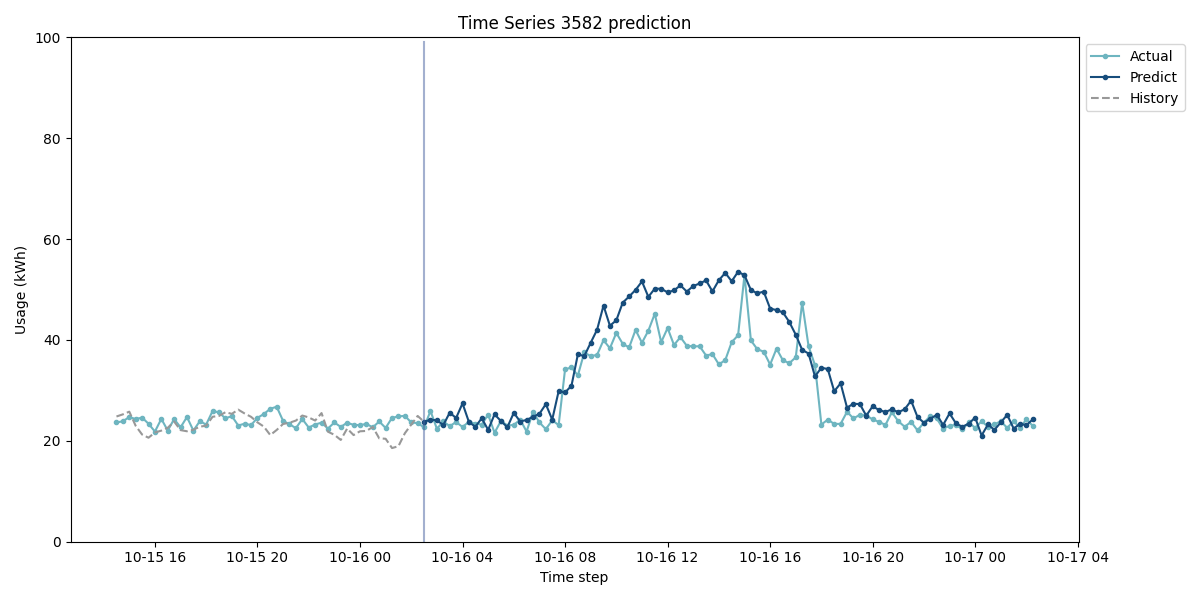 Time Series 3582 prediction
100
80
60
40
20
0
Usage (kWh)
10-15 16
10-15 20
10-16 00
10-16 04
10-16 08
10-16 12
10-16 16
10-16 20
10-17 00
10-17 04
Time step
Actual
Predict
History